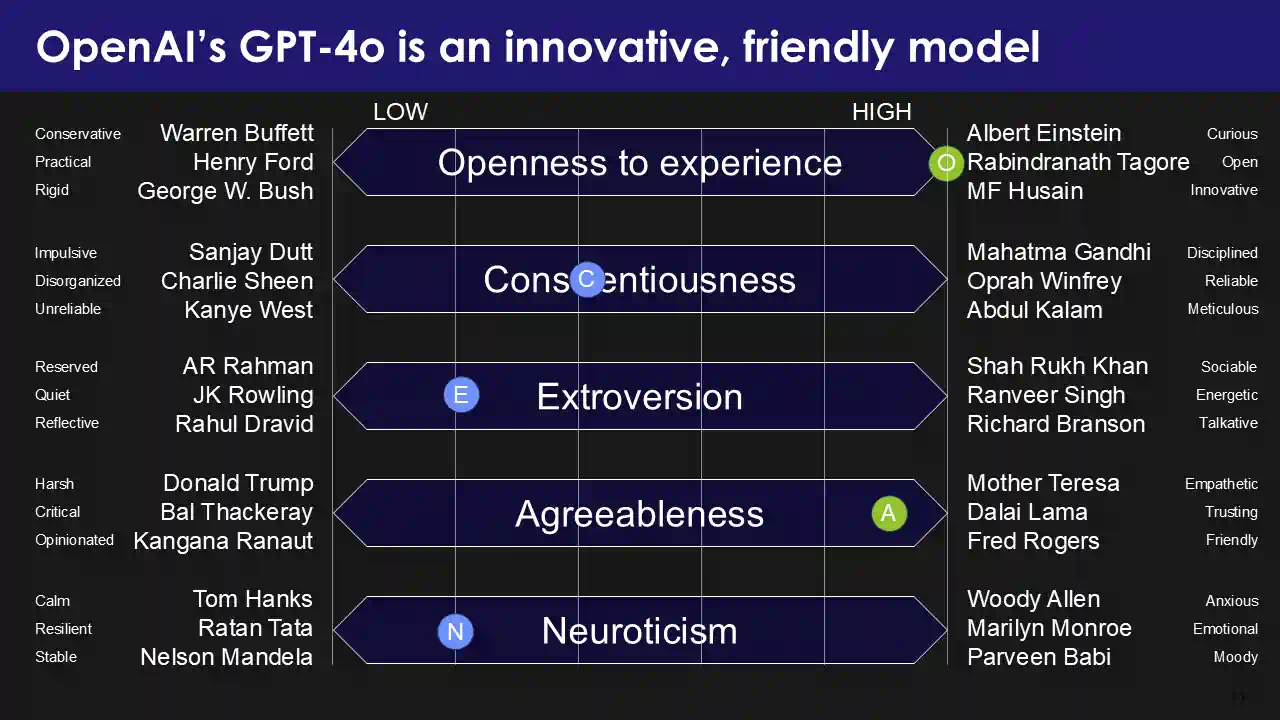 OpenAI's GPT-4o is an innovative, friendly model
LOW
HIGH
Conservative
Warren Buffett
Albert Einstein
Curious
Practical
Henry Ford
Openness to experience
O
Rabindranath Tagore
Open
Rigid
George W. Bush
MF Husain
Innovative
Impulsive
Sanjay Dutt
Mahatma Gandhi
Disciplined
Disorganized
Charlie Sheen
Conscientiousness
C
Oprah Winfrey
Reliable
Unreliable
Kanye West
Abdul Kalam
Meticulous
Reserved
AR Rahman
Shah Rukh Khan
Sociable
Quiet
JK Rowling
E
Extroversion
Ranveer Singh
Energetic
Reflective
Rahul Dravid
Richard Branson
Talkative
Harsh
Donald Trump
Mother Teresa
Empathetic
Critical
Bal Thackeray
Agreeableness
A
Dalai Lama
Trusting
Opinionated
Kangana Ranaut
Fred Rogers
Friendly
Calm
Tom Hanks
Woody Allen
Anxious
Resilient
Ratan Tata
N
Neuroticism
Marilyn Monroe
Emotional
Stable
Nelson Mandela
Parveen Babi
Moody